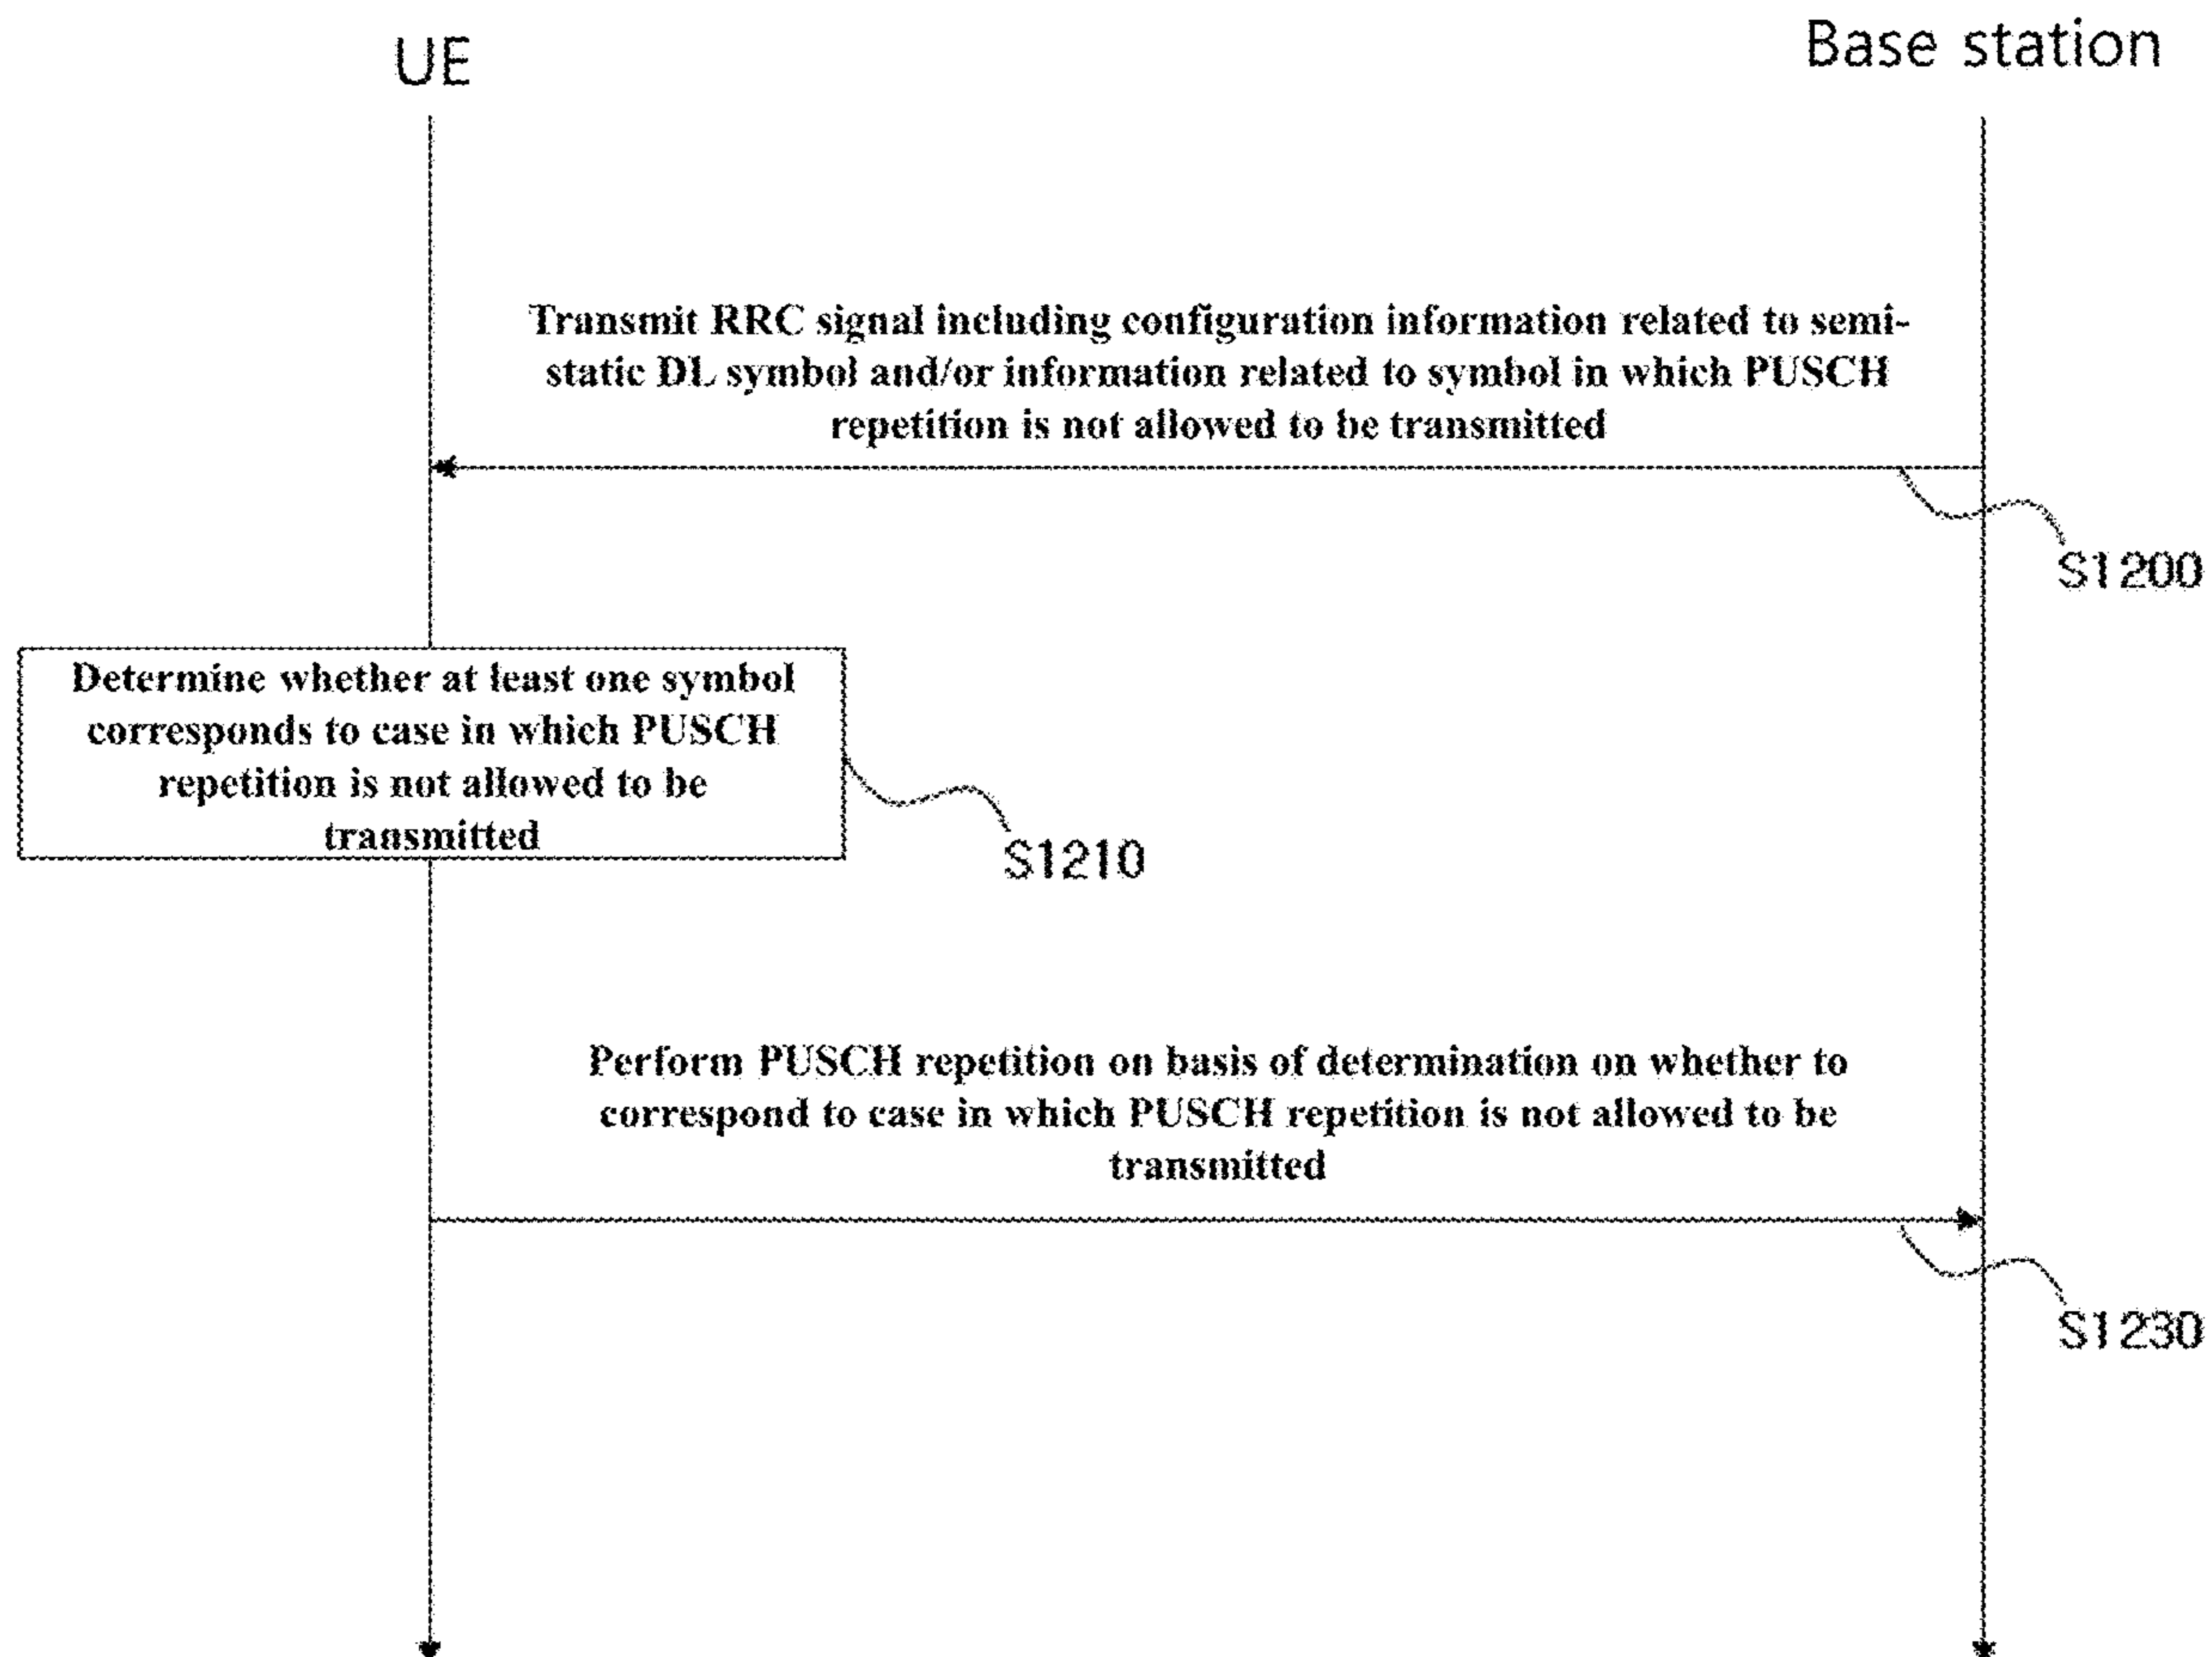 UE
Base station
Transmit RRC signal including configuration information related to semi-
static DL symbol and/or information related to symbol in which PUSCH
repetition is not allowed to be transmitted
S1200
Determine whether at least one symbol
corresponds to case in which PUSCH
repetition is not allowed to be
transmitted
S1210
Perform PUSCH repetition on basis of determination on whether to
correspond to case in which PUSCH repetition is not allowed to be
transmitted
S1230